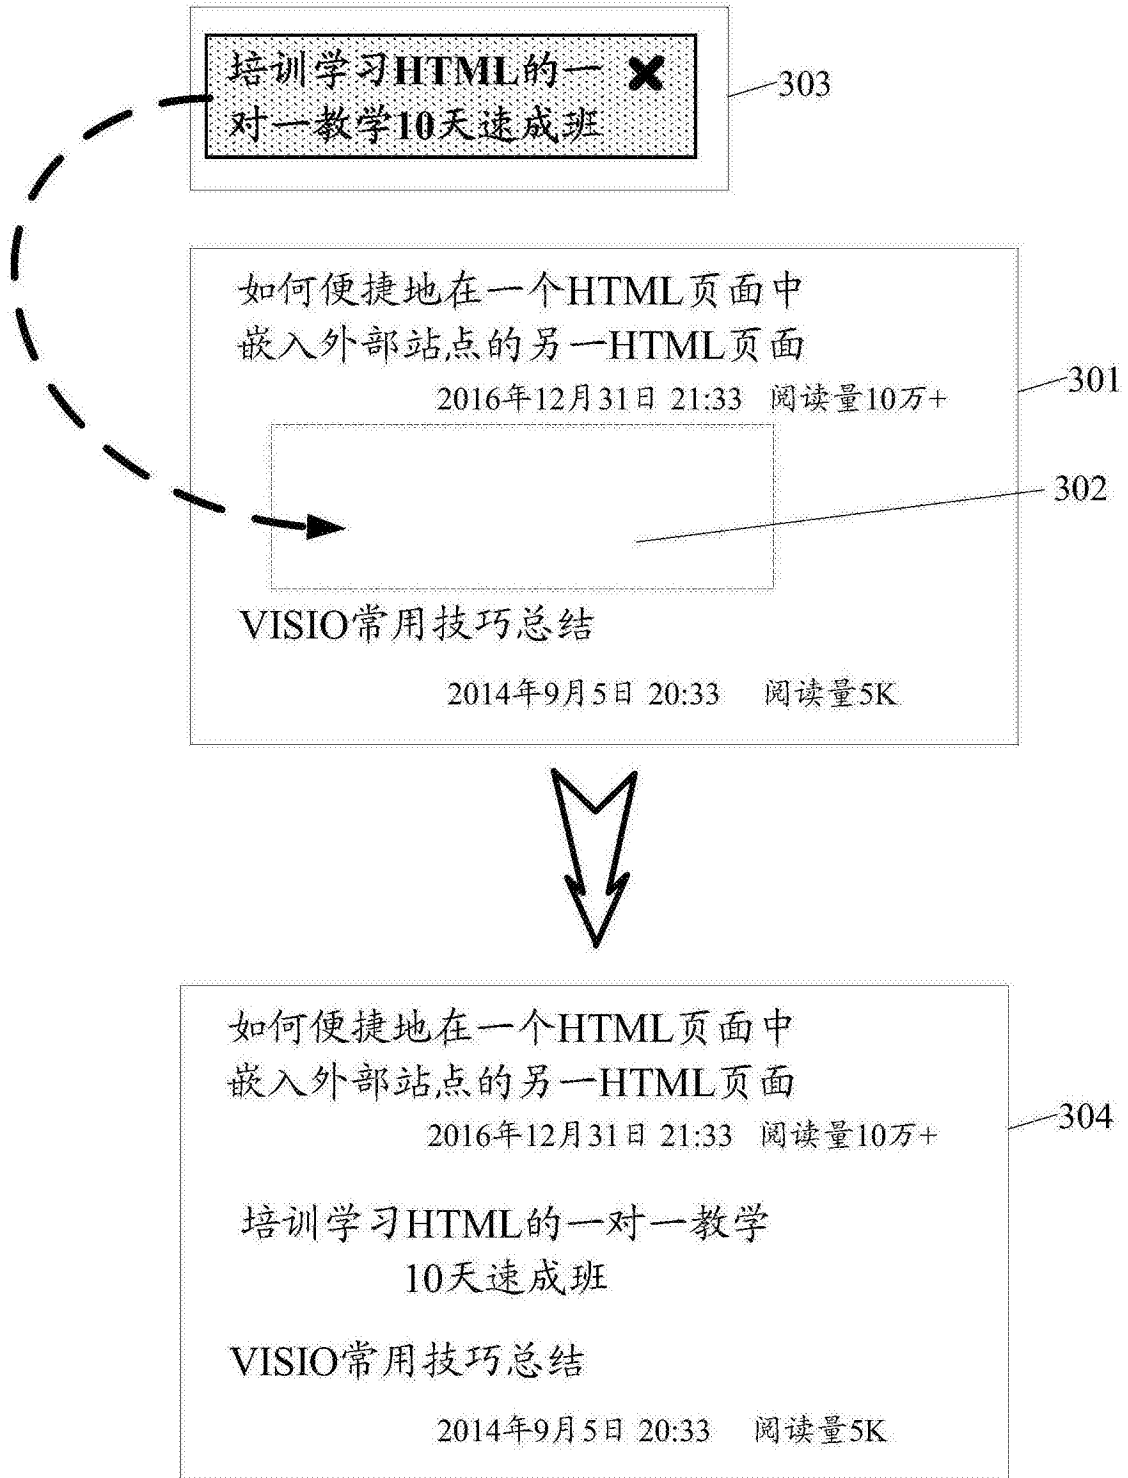 培训学习HTML的一
对一教学10天速成班
303
如何便捷地在一个HTML页面中
嵌入外部站点的另一HTML页面
301
2016年12月31日 21:33 阅读量10万+
302
VISIO常用技巧总结
2014年9月5日 20:33 阅读量5K
如何便捷地在一个HTML页面中
嵌入外部站点的另一HTML页面
304
2016年12月31日 21:33 阅读量10万+
培训学习HTML的一对一教学
10天速成班
VISIO常用技巧总结
2014年9月5日 20:33 阅读量5K